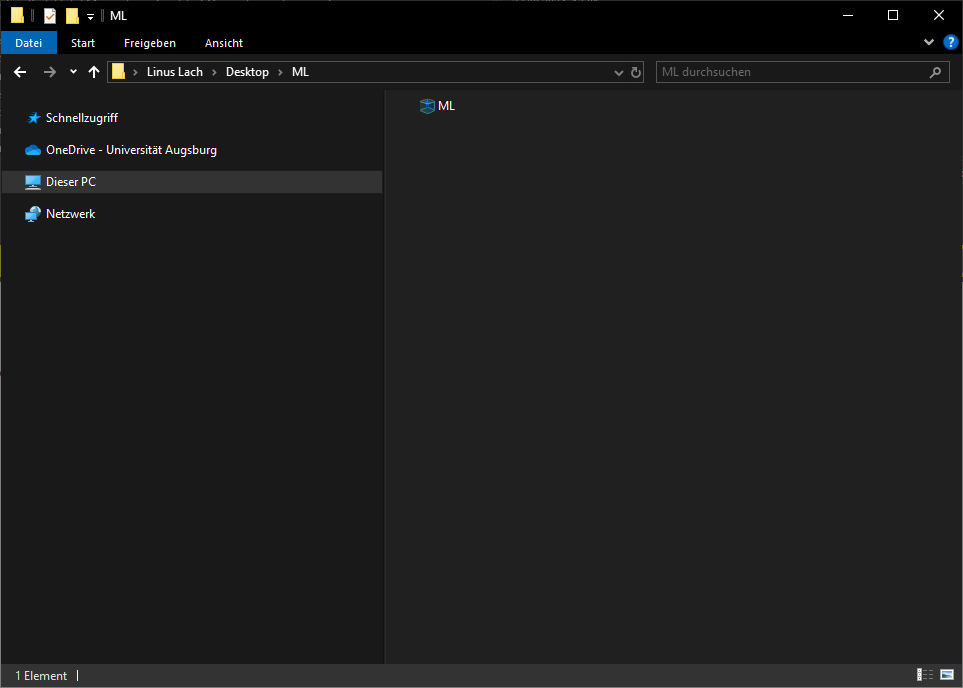 ML
Datei Start Freigeben Ansicht
Linus Lach Desktop ML ML durchsuchen
Schnellzugriff
OneDrive - Universität Augsburg
Dieser PC
Netzwerk
ML
1 Element